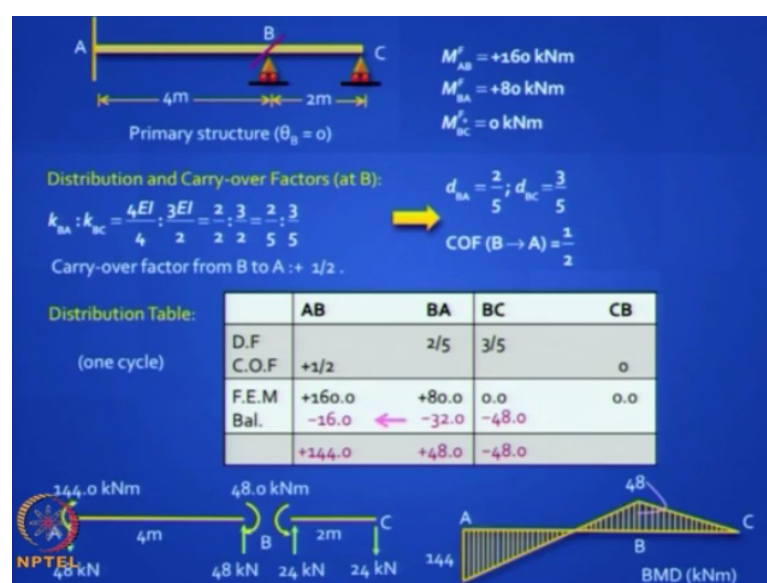 A B C
4m 2m
Primary structure (θ_B = 0)
M^F_AB = +160 kNm
M^F_BA = +80 kNm
M^F_BC = 0 kNm
Distribution and Carry-over Factors (at B):
k_BA : k_BC = 4EI/4 : 3EI/2 = 2/2 : 3/2 = 2/5 : 3/5
Carry-over factor from B to A :+ 1/2 .
d_BA = 2/5 ; d_BC = 3/5
COF (B → A) = 1/2
Distribution Table:
(one cycle)
AB BA BC CB
D.F 2/5 3/5
C.O.F +1/2 0
F.E.M +160.0 +80.0 0.0 0.0
Bal. -16.0 ← -32.0 -48.0
+144.0 +48.0 -48.0
144.0 kNm 48.0 kNm
A 4m B 2m C
48 kN 48 kN 24 kN 24 kN
NPTEL
48
A B C
144
BMD (kNm)